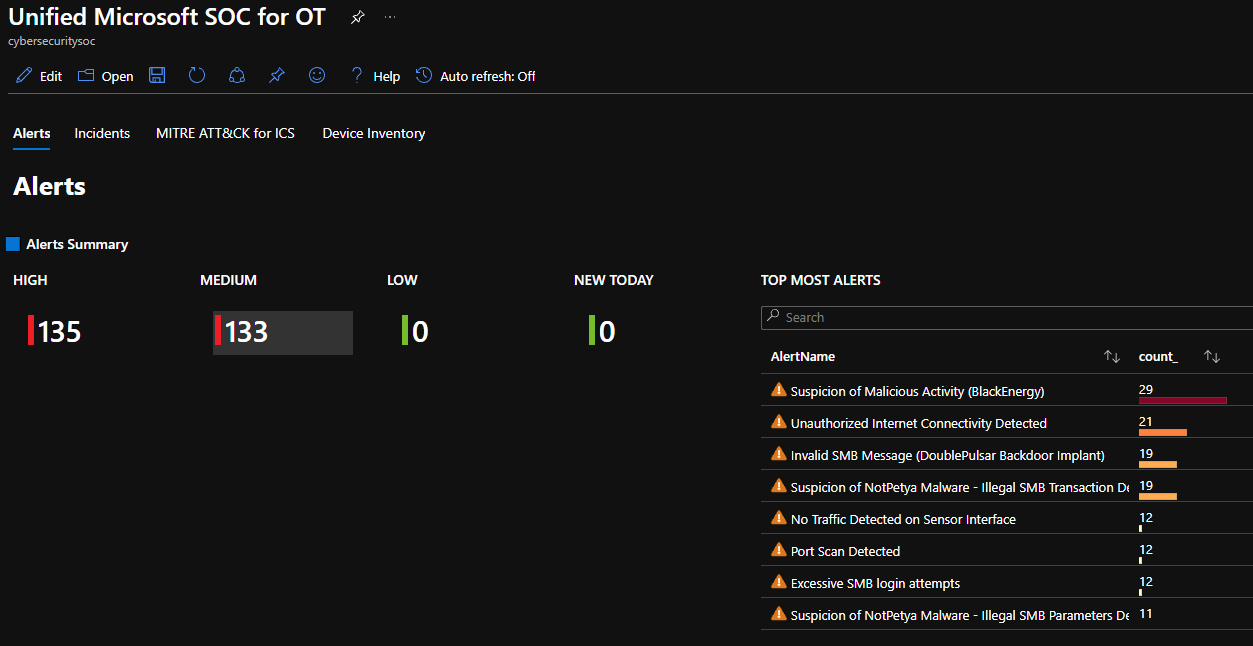 Unified Microsoft SOC for OT
cybersecuritysoc
Edit Open Help Auto refresh: Off
Alerts Incidents MITRE ATT&CK for ICS Device Inventory
Alerts
Alerts Summary
HIGH MEDIUM LOW NEW TODAY TOP MOST ALERTS
135 133 0 0
Search
AlertName count_
Suspicion of Malicious Activity (BlackEnergy) 29
Unauthorized Internet Connectivity Detected 21
Invalid SMB Message (DoublePulsar Backdoor Implant) 19
Suspicion of NotPetya Malware - Illegal SMB Transaction De 19
No Traffic Detected on Sensor Interface 12
Port Scan Detected 12
Excessive SMB login attempts 12
Suspicion of NotPetya Malware - Illegal SMB Parameters De 11